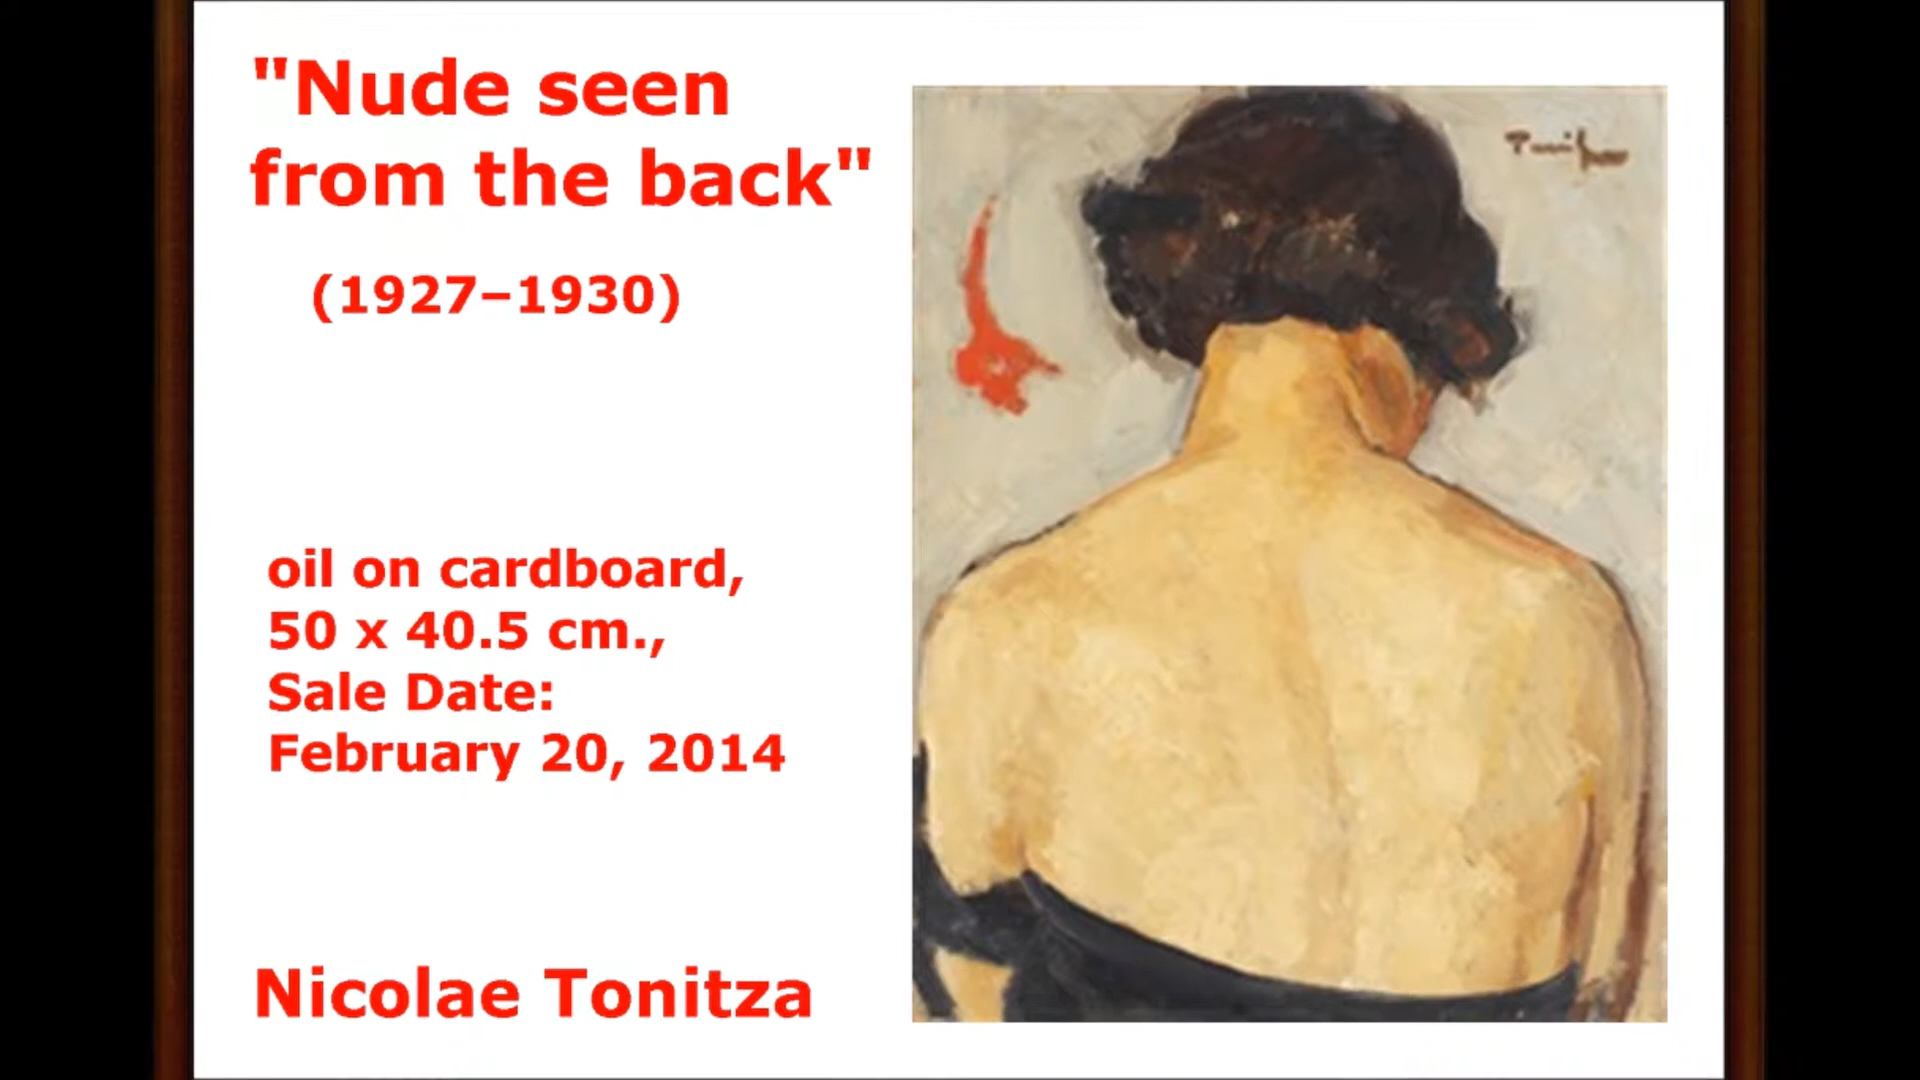 "Nude seen
from the back"
(1927–1930)
oil on cardboard,
50 x 40.5 cm.,
Sale Date:
February 20, 2014
Nicolae Tonitza
Tonitza